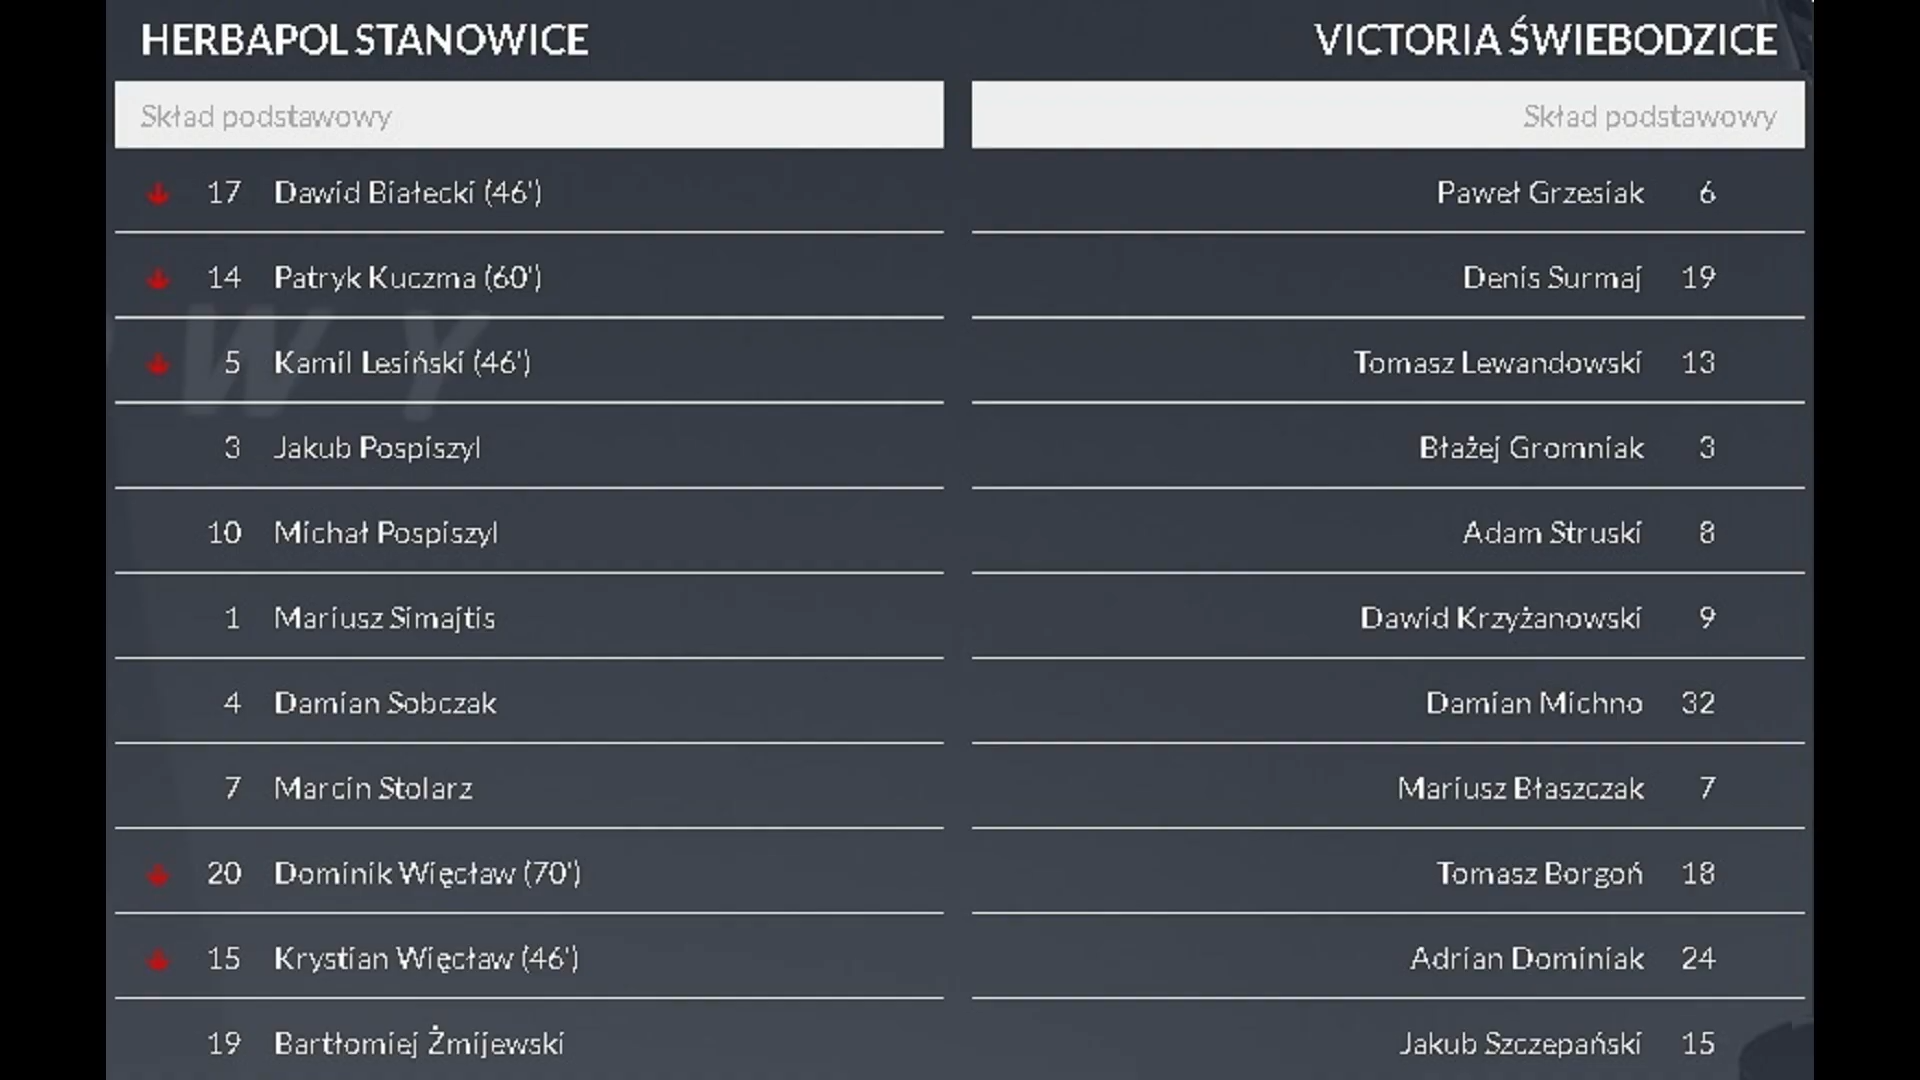 HERBAPOL STANOWICE VICTORIA ŚWIEBODZICE
Skład podstawowy Skład podstawowy
17 Dawid Białecki (46') Paweł Grzesiak 6
14 Patryk Kuczma (60') Denis Surmaj 19
W Y
5 Kamil Lesiński (46') Tomasz Lewandowski 13
3 Jakub Pospiszyl Błażej Gromniak 3
10 Michał Pospiszyl Adam Struski 8
1 Mariusz Simajtis Dawid Krzyżanowski 9
4 Damian Sobczak Damian Michno 32
7 Marcin Stolarz Mariusz Błaszczak 7
20 Dominik Więcław (70') Tomasz Borgoń 18
15 Krystian Więcław (46') Adrian Dominiak 24
19 Bartłomiej Żmijewski Jakub Szczepański 15